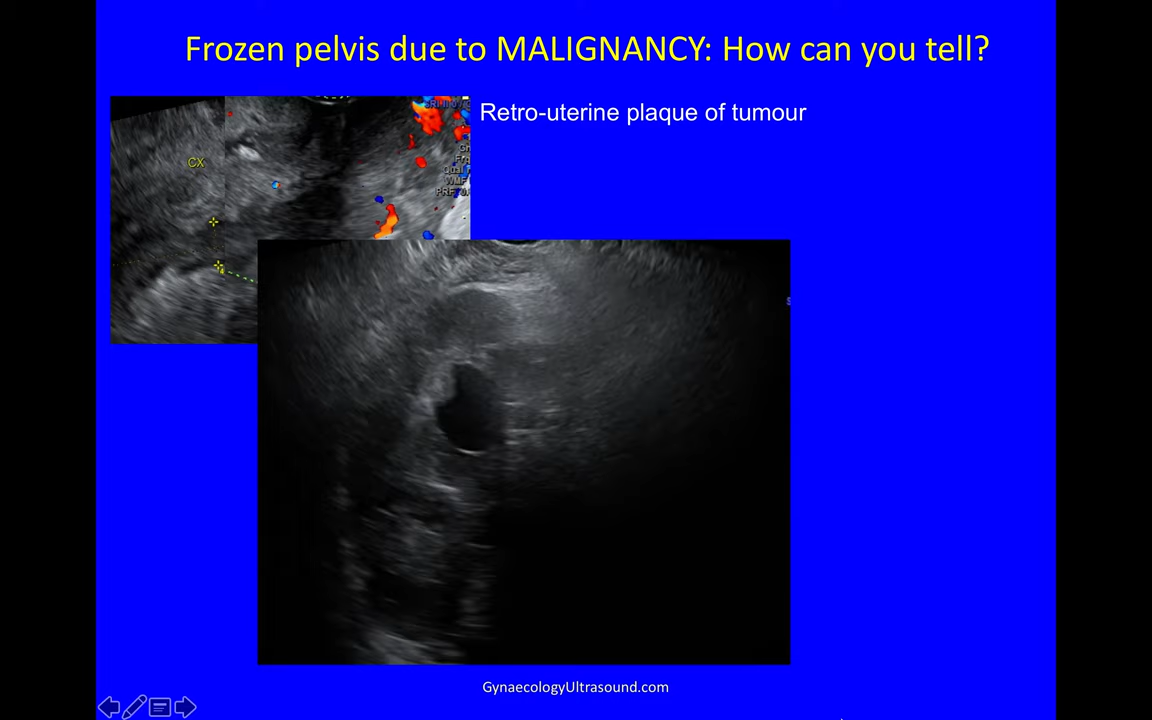 Frozen pelvis due to MALIGNANCY: How can you tell?
Retro-uterine plaque of tumour
CX
GynaecologyUltrasound.com